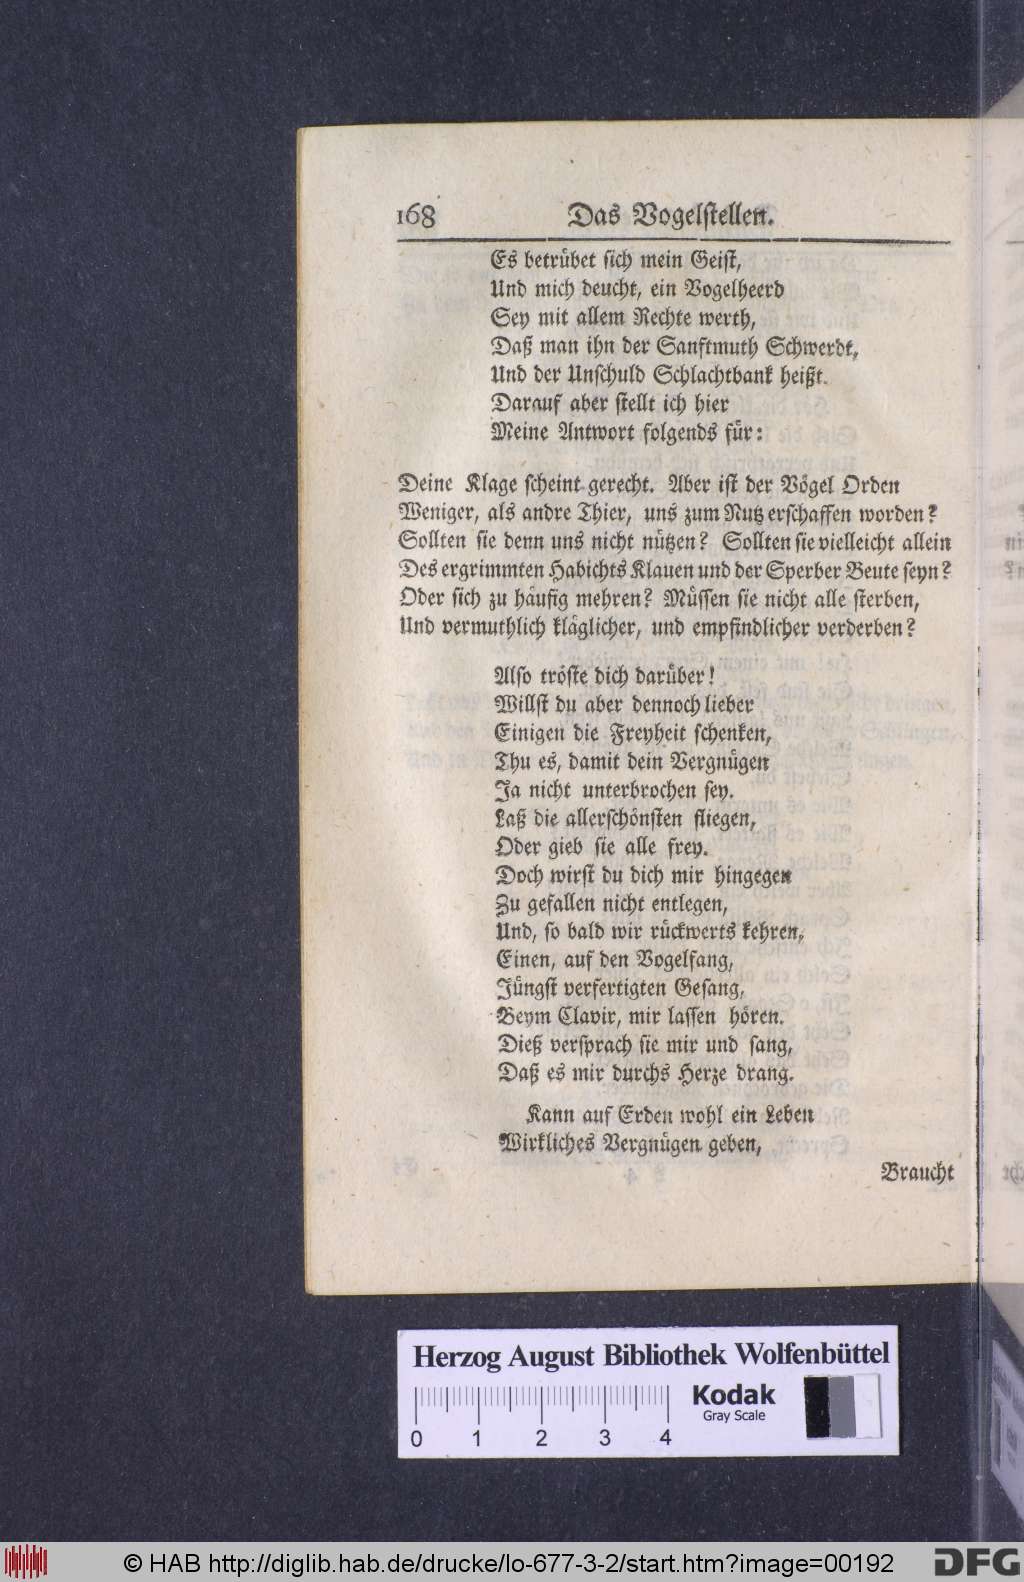 168 Das Vogelstellen.
Es betrübet sich mein Geist,
Und mich deucht, ein Vogelheerd
Sey mit allem Rechte werth,
Daß man ihn der Sanftmuth Schwerdt,
Und der Unschuld Schlachtbank heißt.
Darauf aber stellt ich hier
Meine Antwort folgends für:
Deine Klage scheint gerecht. Aber ist der Vögel Orden
Weniger, als andre Thier, uns zum Nutz erschaffen worden?
Sollten sie denn uns nicht nützen? Sollten sie vielleicht allein
Des ergrimmten Habichts Klauen und der Sperber Beute seyn?
Oder sich zu häufig mehren? Müssen sie nicht alle sterben,
Und vermuthlich kläglicher, und empfindlicher verderben?
Also tröste dich darüber!
Willst du aber dennoch lieber
Einigen die Freyheit schenken,
Thu es, damit dein Vergnügen
Ja nicht unterbrochen sey.
Laß die allerschönsten fliegen,
Oder gieb sie alle frey.
Doch wirst du dich mir hingegen
Zu gefallen nicht entlegen,
Und, so bald wir rückwerts kehren,
Einen, auf den Vogelfang,
Jüngst verfertigten Gesang,
Beym Clavir, mir lassen hören.
Dieß versprach sie mir und sang,
Daß es mir durchs Herze drang.
Kann auf Erden wohl ein Leben
Wirkliches Vergnügen geben,
Braucht
Herzog August Bibliothek Wolfenbüttel
Kodak
Gray Scale
0 1 2 3 4
© HAB http://diglib.hab.de/drucke/lo-677-3-2/start.htm?image=00192
DFG